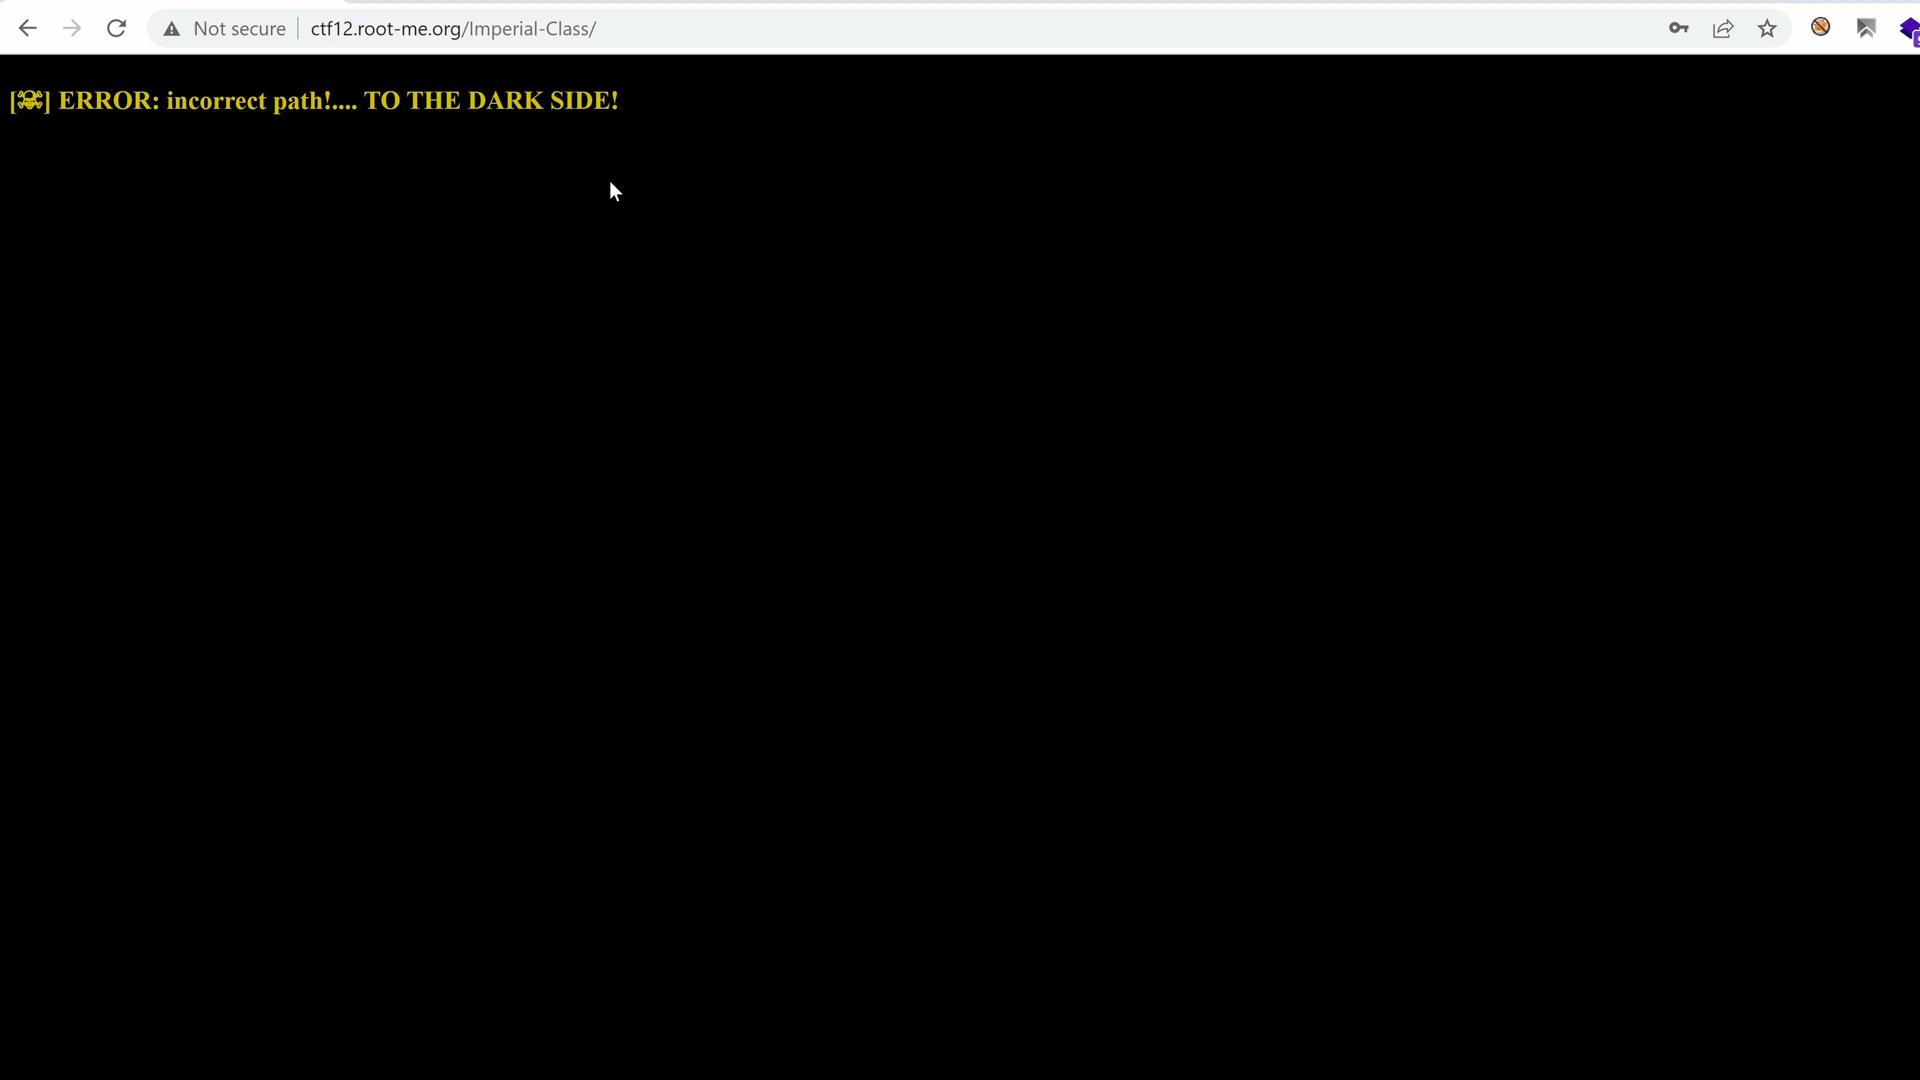 Not secure ctf12.root-me.org/Imperial-Class/
[☠] ERROR: incorrect path!.... TO THE DARK SIDE!